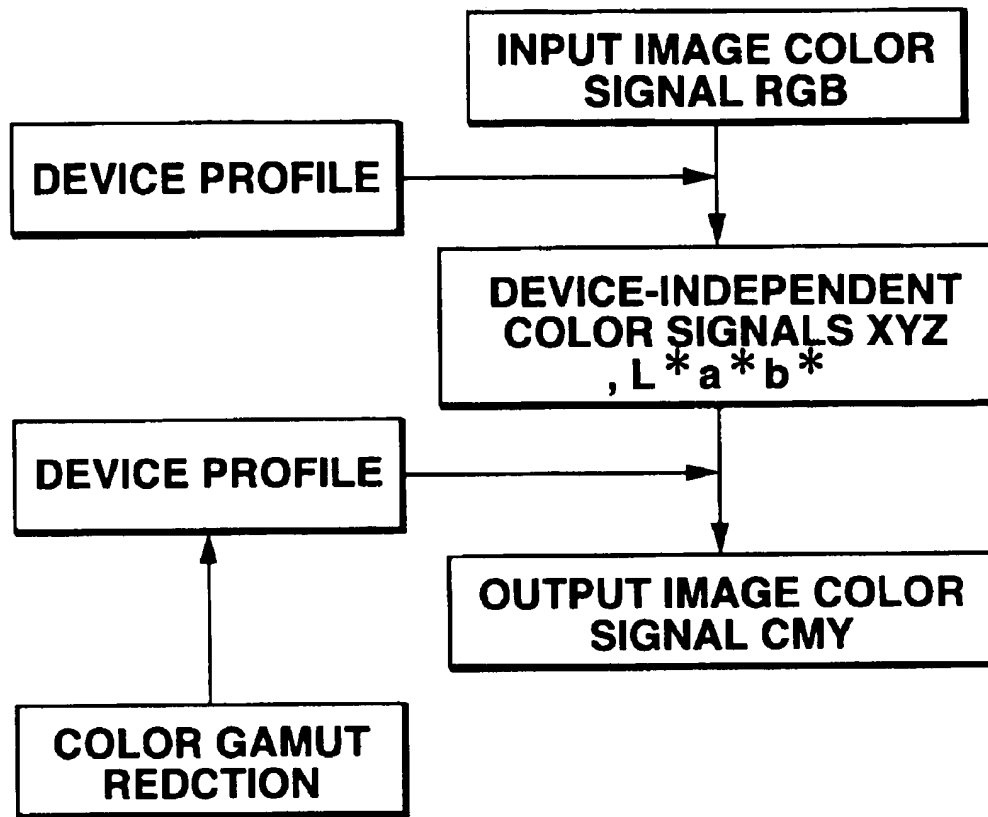 INPUT IMAGE COLOR
SIGNAL RGB
DEVICE PROFILE
DEVICE-INDEPENDENT
COLOR SIGNALS XYZ
, L * a * b *
DEVICE PROFILE
OUTPUT IMAGE COLOR
SIGNAL CMY
COLOR GAMUT
REDCTION